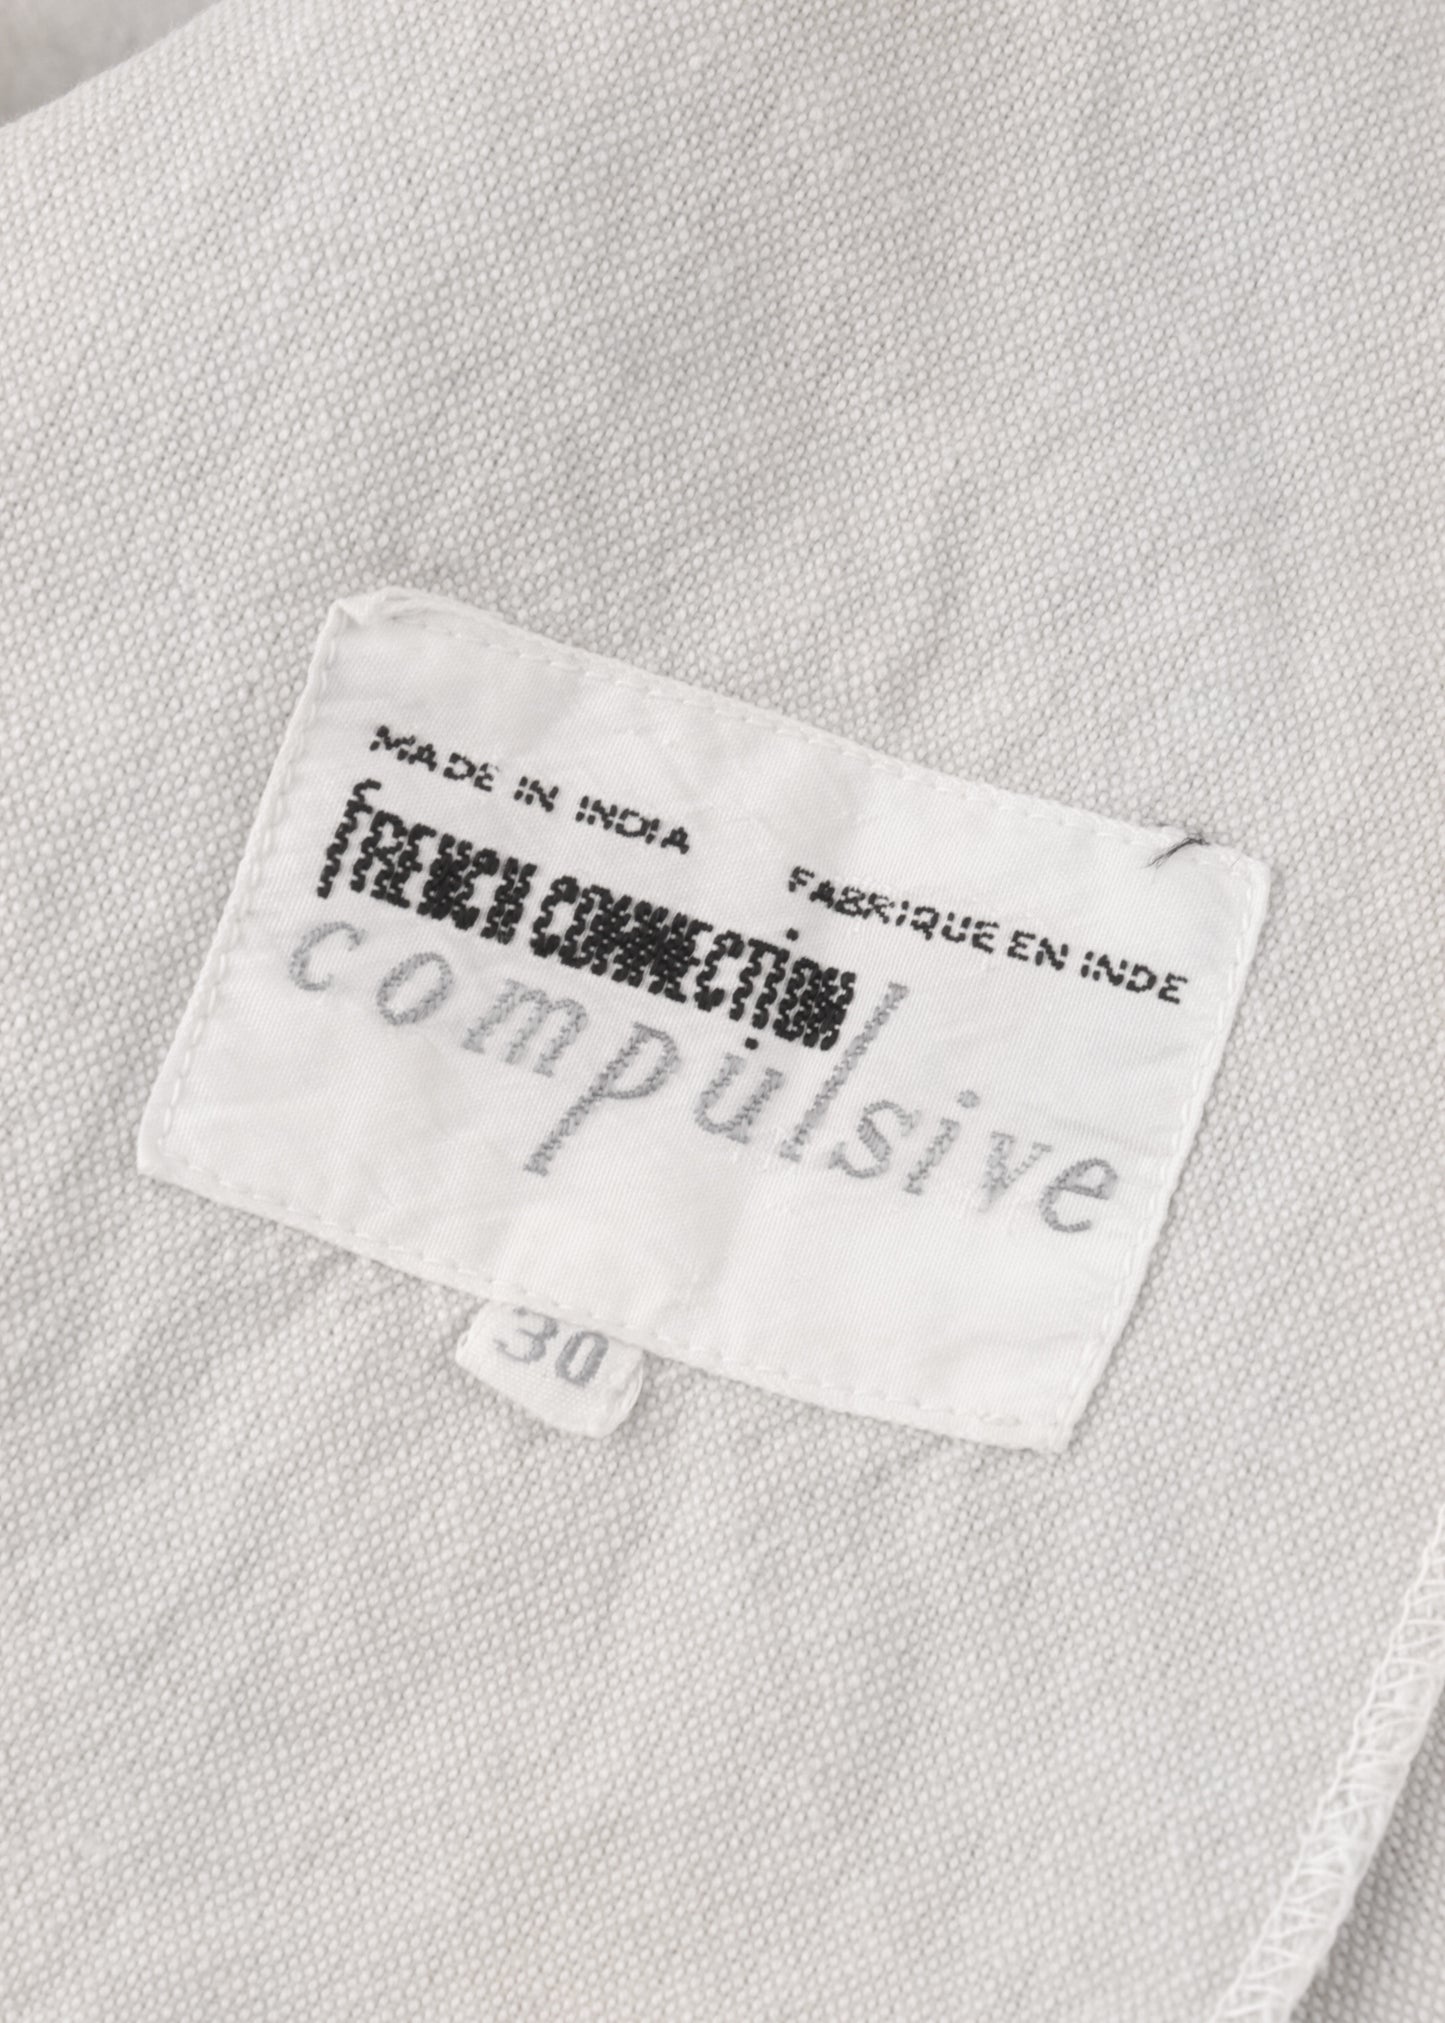 MADE IN INDIA
FABRIQUE EN INDE
FRENCH CONNECTION
compulsive
30